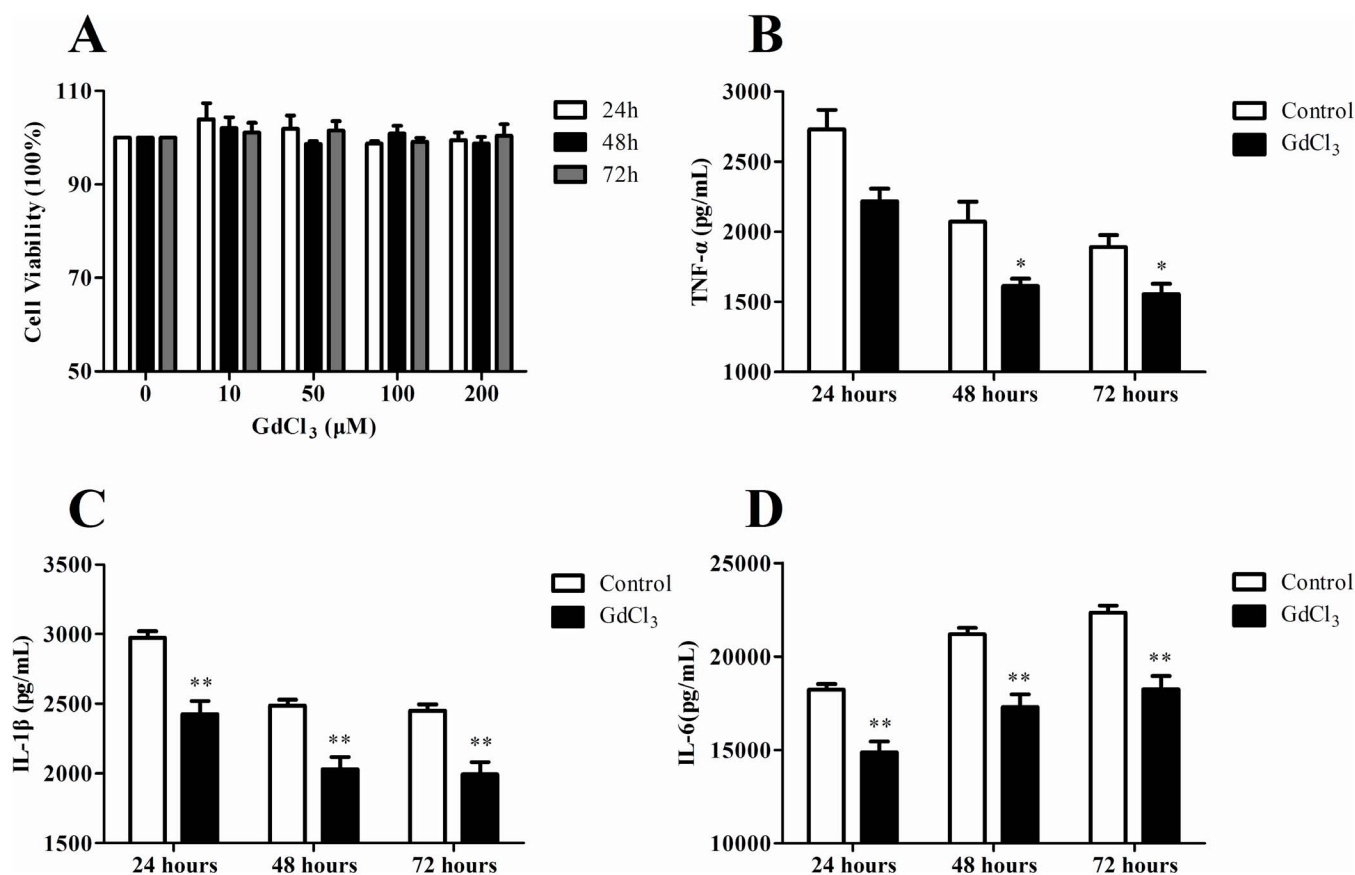 A
110
90
70
50
Cell Viability (100%)
0 10 50 100 200
GdCl₃ (μM)
24h
48h
72h
B
3000
2500
2000
1500
1000
TNF-α (pg/mL)
* *
24 hours 48 hours 72 hours
Control
GdCl₃
C
3500
3000
2500
2000
1500
IL-1β (pg/mL)
** ** **
24 hours 48 hours 72 hours
Control
GdCl₃
D
25000
20000
15000
10000
IL-6(pg/mL)
** ** **
24 hours 48 hours 72 hours
Control
GdCl₃